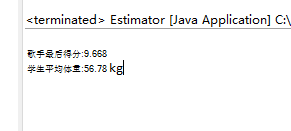 <terminated> Estimator [Java Application] C:\
歌手最后得分:9.668
学生平均体重:56.78 kg